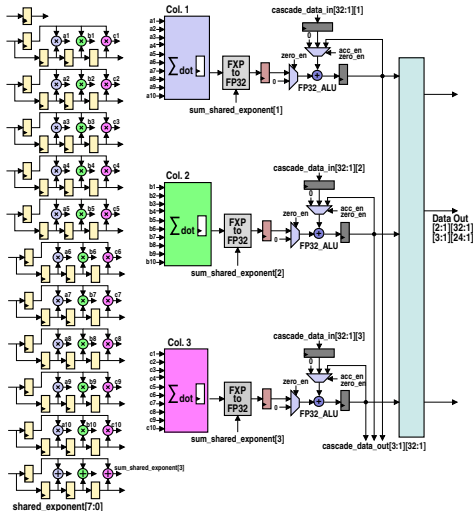 Col. 1
cascade_data_in[32:1][1]
a1
a2
a3
a4
a5
a6
a7
a8
a9
a10
∑dot
FXP to FP32
zero_en
0
acc_en
zero_en
0
FP32_ALU
sum_shared_exponent[1]
Col. 2
cascade_data_in[32:1][2]
b1
b2
b3
b4
b5
b6
b7
b8
b9
b10
∑dot
FXP to FP32
zero_en
0
acc_en
zero_en
0
FP32_ALU
sum_shared_exponent[2]
Data Out
[2:1][32:1]
[3:1][24:1]
Col. 3
cascade_data_in[32:1][3]
c1
c2
c3
c4
c5
c6
c7
c8
c9
c10
∑dot
FXP to FP32
zero_en
0
acc_en
zero_en
0
FP32_ALU
sum_shared_exponent[3]
cascade_data_out[3:1][32:1]
a1 b1 c1
a2 b2 c2
a3 b3 c3
a4 b4 c4
a5 b5 c5
a6 b6 c6
a7 b7 c7
a8 b8 c8
a9 b9 c9
a10 b10 c10
sum_shared_exponent[3]
shared_exponent[7:0]